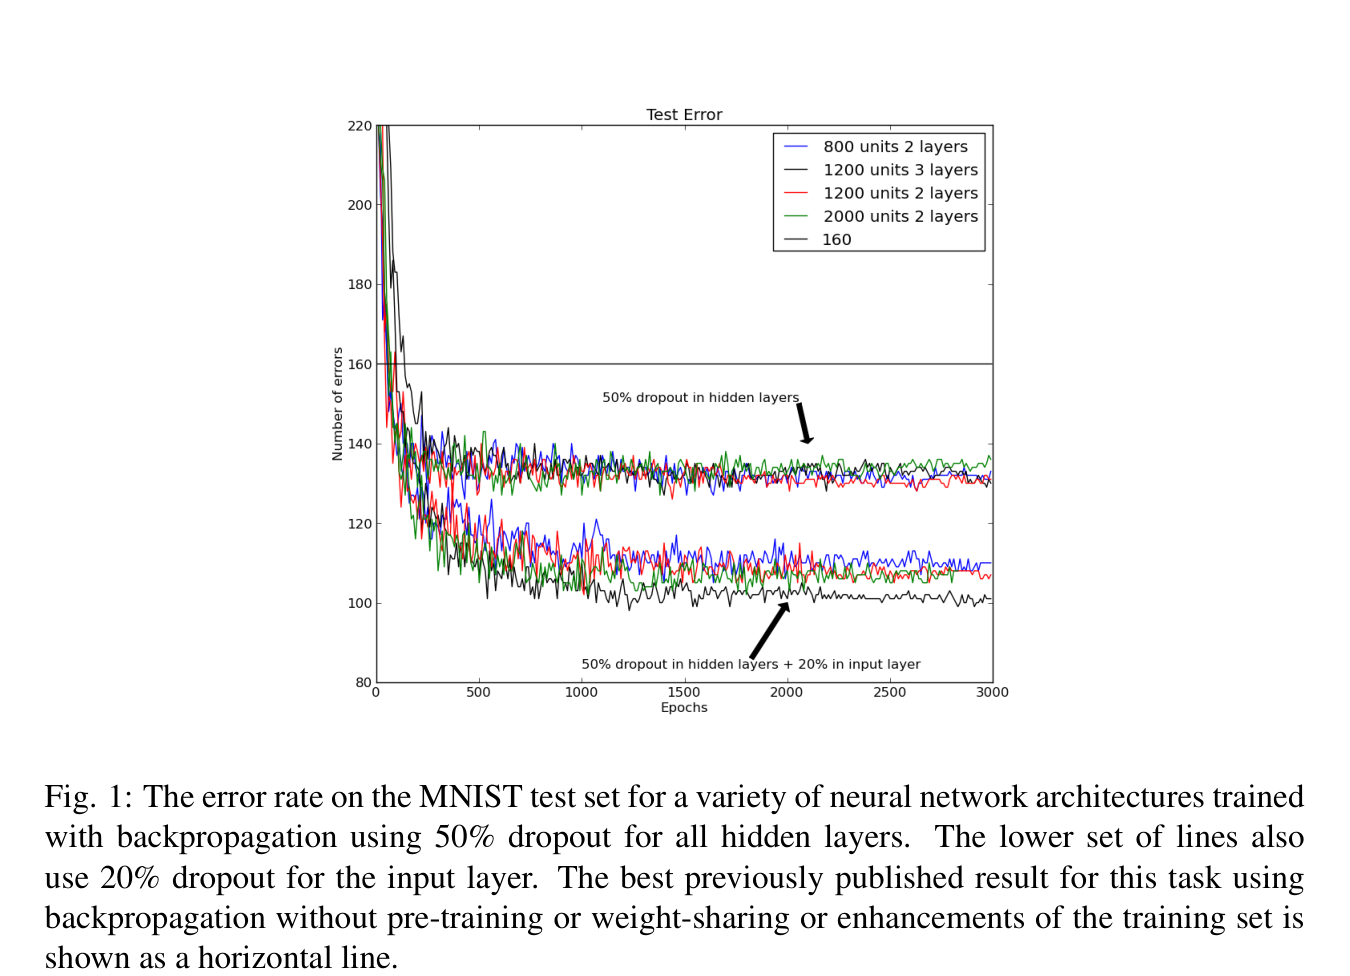 Test Error
220
200
180
160
140
120
100
80
Number of errors
800 units 2 layers
1200 units 3 layers
1200 units 2 layers
2000 units 2 layers
160
50% dropout in hidden layers
50% dropout in hidden layers + 20% in input layer
0 500 1000 1500 2000 2500 3000
Epochs
Fig. 1: The error rate on the MNIST test set for a variety of neural network architectures trained
with backpropagation using 50% dropout for all hidden layers. The lower set of lines also
use 20% dropout for the input layer. The best previously published result for this task using
backpropagation without pre-training or weight-sharing or enhancements of the training set is
shown as a horizontal line.